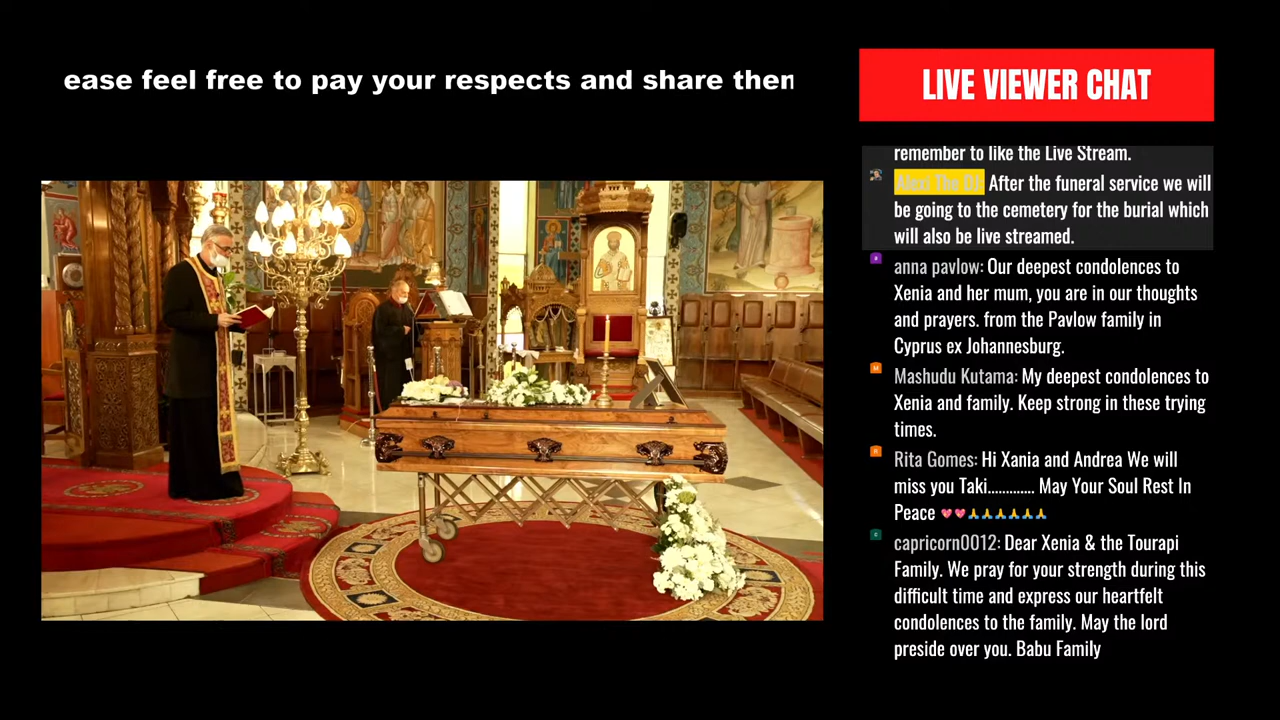 ease feel free to pay your respects and share them
LIVE VIEWER CHAT
remember to like the Live Stream.
Alexi The DJ: After the funeral service we will
be going to the cemetery for the burial which
will also be live streamed.
anna pavlow: Our deepest condolences to
Xenia and her mum, you are in our thoughts
and prayers. from the Pavlow family in
Cyprus ex Johannesburg.
Mashudu Kutama: My deepest condolences to
Xenia and family. Keep strong in these trying
times.
Rita Gomes: Hi Xania and Andrea We will
miss you Taki............. May Your Soul Rest In
Peace 💖💖🙏🙏🙏🙏🙏🙏
capricorn0012: Dear Xenia & the Tourapi
Family. We pray for your strength during this
difficult time and express our heartfelt
condolences to the family. May the lord
preside over you. Babu Family